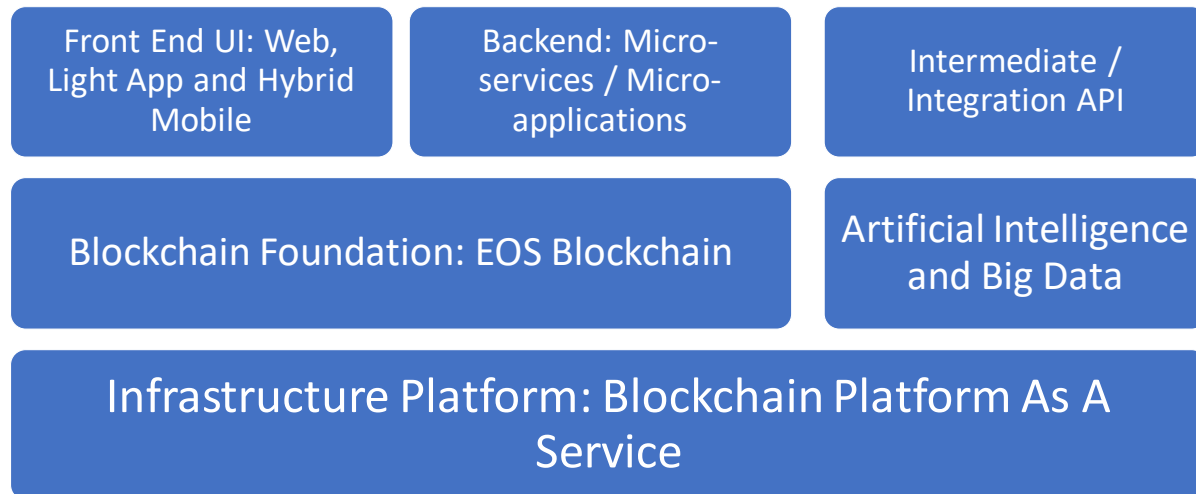 Front End UI: Web,
Light App and Hybrid
Mobile
Backend: Micro-
services / Micro-
applications
Intermediate /
Integration API
Blockchain Foundation: EOS Blockchain
Artificial Intelligence
and Big Data
Infrastructure Platform: Blockchain Platform As A
Service